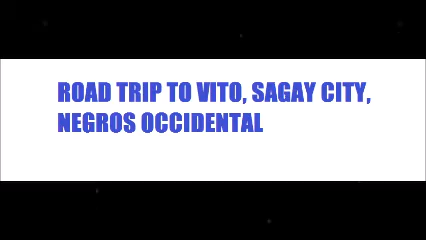 ROAD TRIP TO VITO, SAGAY CITY,
NEGROS OCCIDENTAL